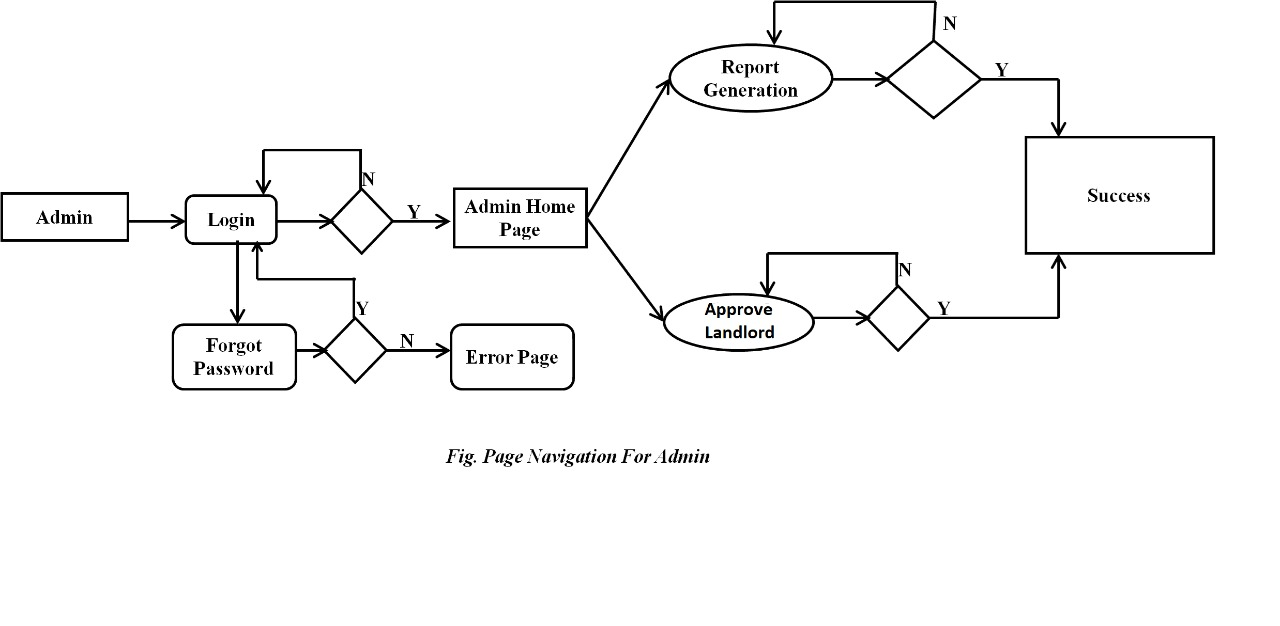 N
Report
Generation
Y
Admin
Login
N
Y
Admin Home
Page
Success
Approve
Landlord
N
Y
Forgot
Password
Y
N
Error Page
Fig. Page Navigation For Admin